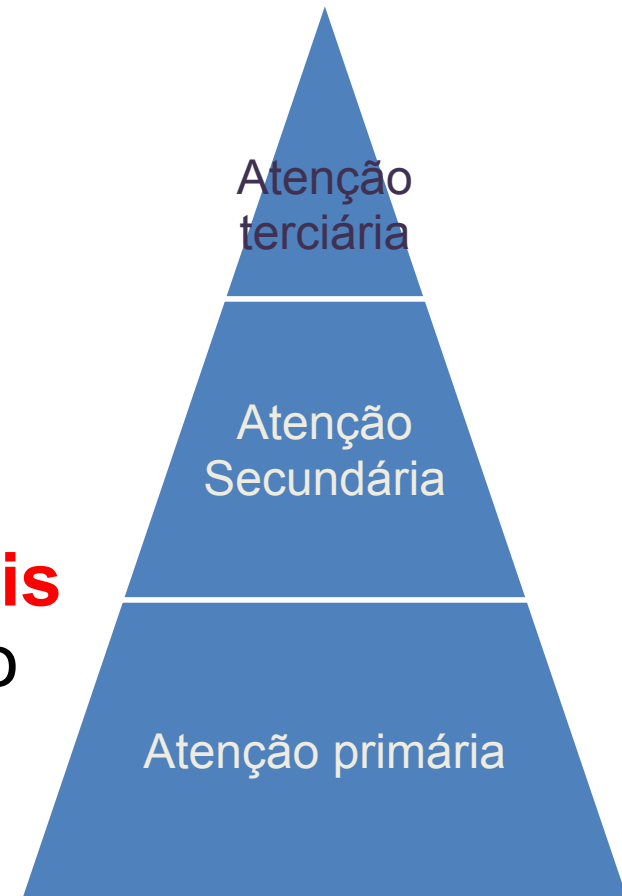 Atenção
terciária
Atenção
Secundária
is
o
Atenção primária